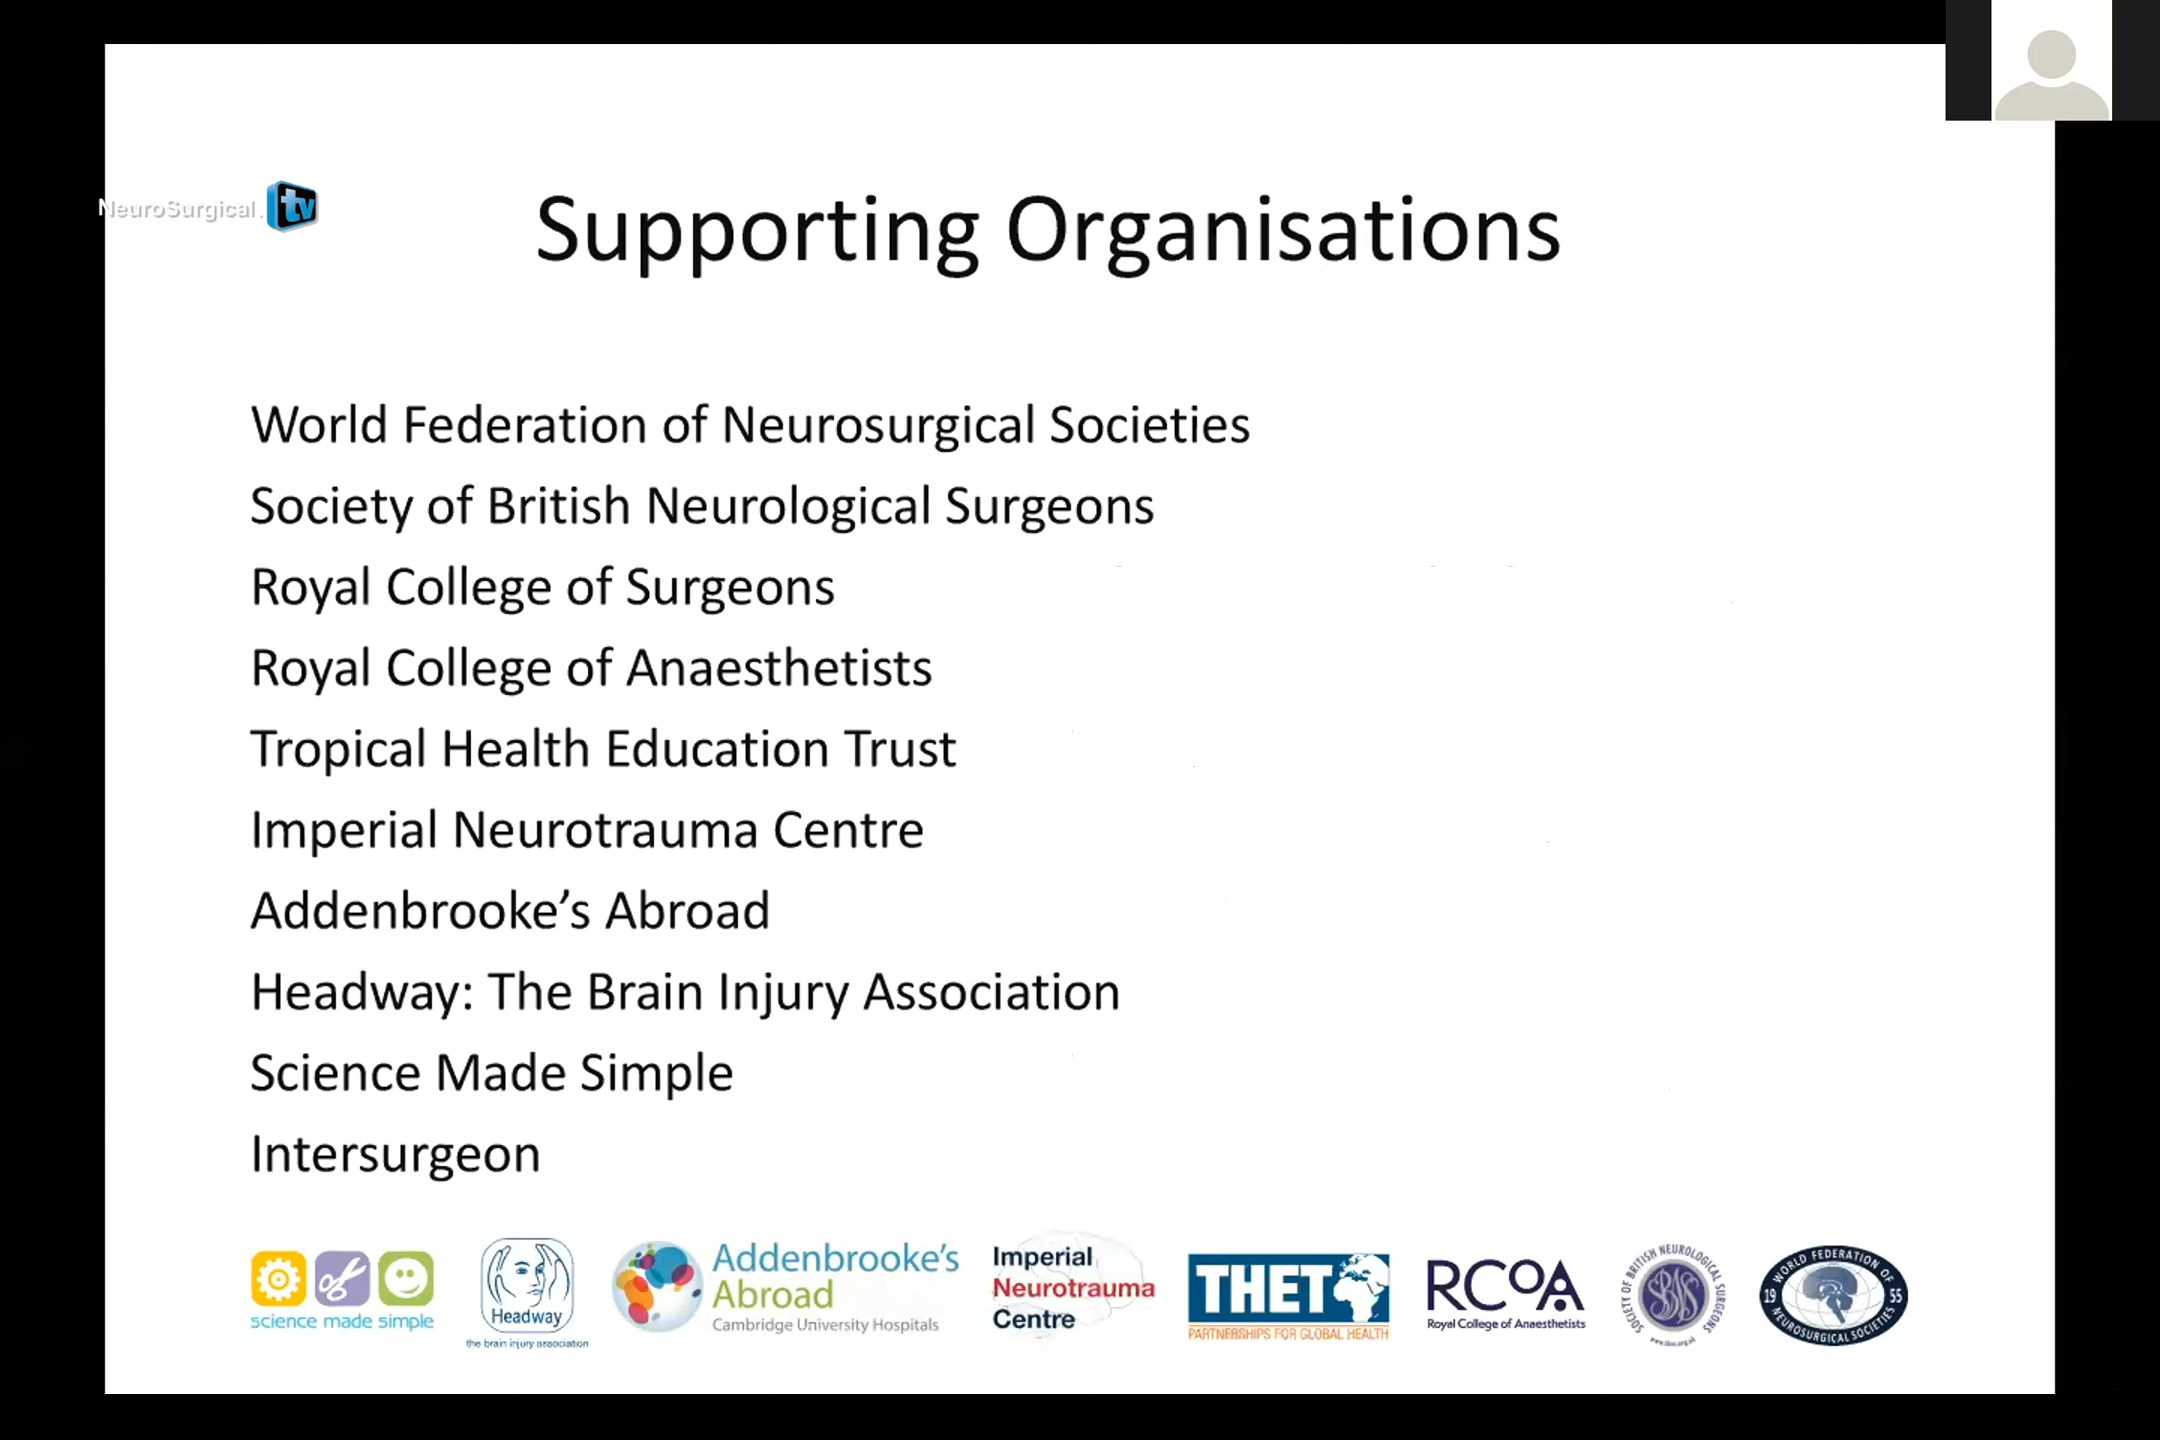 NeuroSurgical.tv
Supporting Organisations
World Federation of Neurosurgical Societies
Society of British Neurological Surgeons
Royal College of Surgeons
Royal College of Anaesthetists
Tropical Health Education Trust
Imperial Neurotrauma Centre
Addenbrooke’s Abroad
Headway: The Brain Injury Association
Science Made Simple
Intersurgeon
science made simple
Headway
the brain injury association
Addenbrooke’s
Abroad
Cambridge University Hospitals
Imperial
Neurotrauma
Centre
THET
PARTNERSHIPS FOR GLOBAL HEALTH
RCOA
Royal College of Anaesthetists
SOCIETY OF BRITISH NEUROLOGICAL SURGEONS
SBNS
WORLD FEDERATION OF
19 55
NEUROSURGICAL SOCIETIES